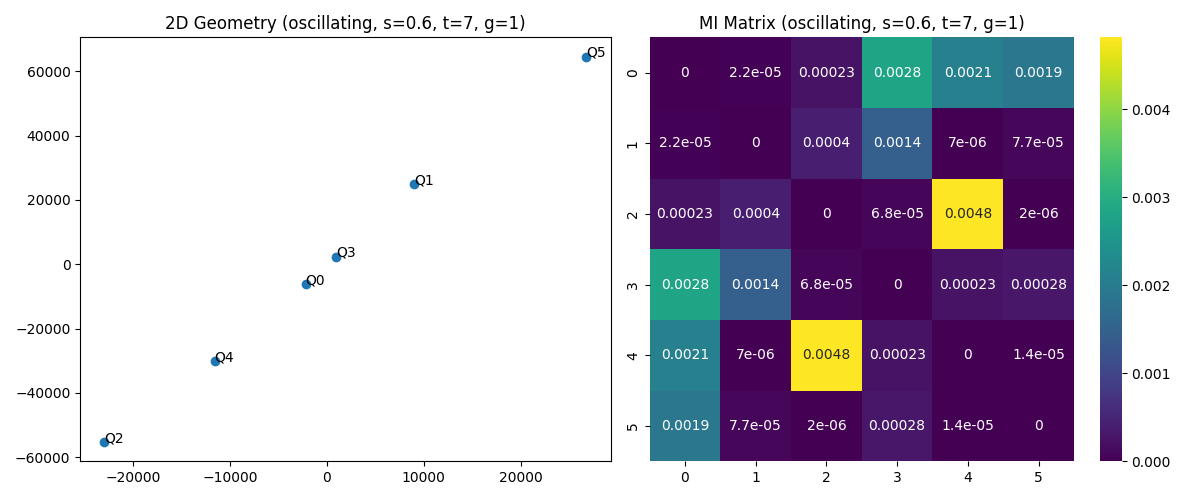 2D Geometry (oscillating, s=0.6, t=7, g=1)
60000
40000
20000
0
−20000
−40000
−60000
Q5
Q1
Q3
Q0
Q4
Q2
−20000 −10000 0 10000 20000
MI Matrix (oscillating, s=0.6, t=7, g=1)
0 0 2.2e-05 0.00023 0.0028 0.0021 0.0019
1 2.2e-05 0 0.0004 0.0014 7e-06 7.7e-05
2 0.00023 0.0004 0 6.8e-05 0.0048 2e-06
3 0.0028 0.0014 6.8e-05 0 0.00023 0.00028
4 0.0021 7e-06 0.0048 0.00023 0 1.4e-05
5 0.0019 7.7e-05 2e-06 0.00028 1.4e-05 0
0 1 2 3 4 5
0.004
0.003
0.002
0.001
0.000